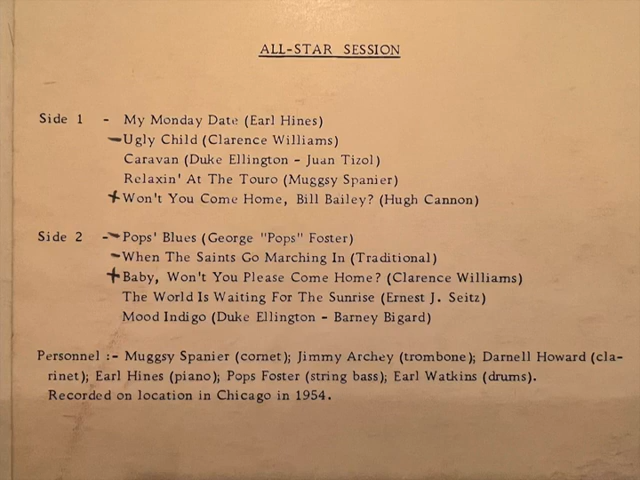 ALL-STAR SESSION
Side 1 - My Monday Date (Earl Hines)
-Ugly Child (Clarence Williams)
Caravan (Duke Ellington - Juan Tizol)
Relaxin' At The Touro (Muggsy Spanier)
+Won't You Come Home, Bill Bailey? (Hugh Cannon)
Side 2 - -Pops' Blues (George "Pops" Foster)
-When The Saints Go Marching In (Traditional)
+Baby, Won't You Please Come Home? (Clarence Williams)
The World Is Waiting For The Sunrise (Ernest J. Seitz)
Mood Indigo (Duke Ellington - Barney Bigard)
Personnel :- Muggsy Spanier (cornet); Jimmy Archey (trombone); Darnell Howard (cla-
rinet); Earl Hines (piano); Pops Foster (string bass); Earl Watkins (drums).
Recorded on location in Chicago in 1954.